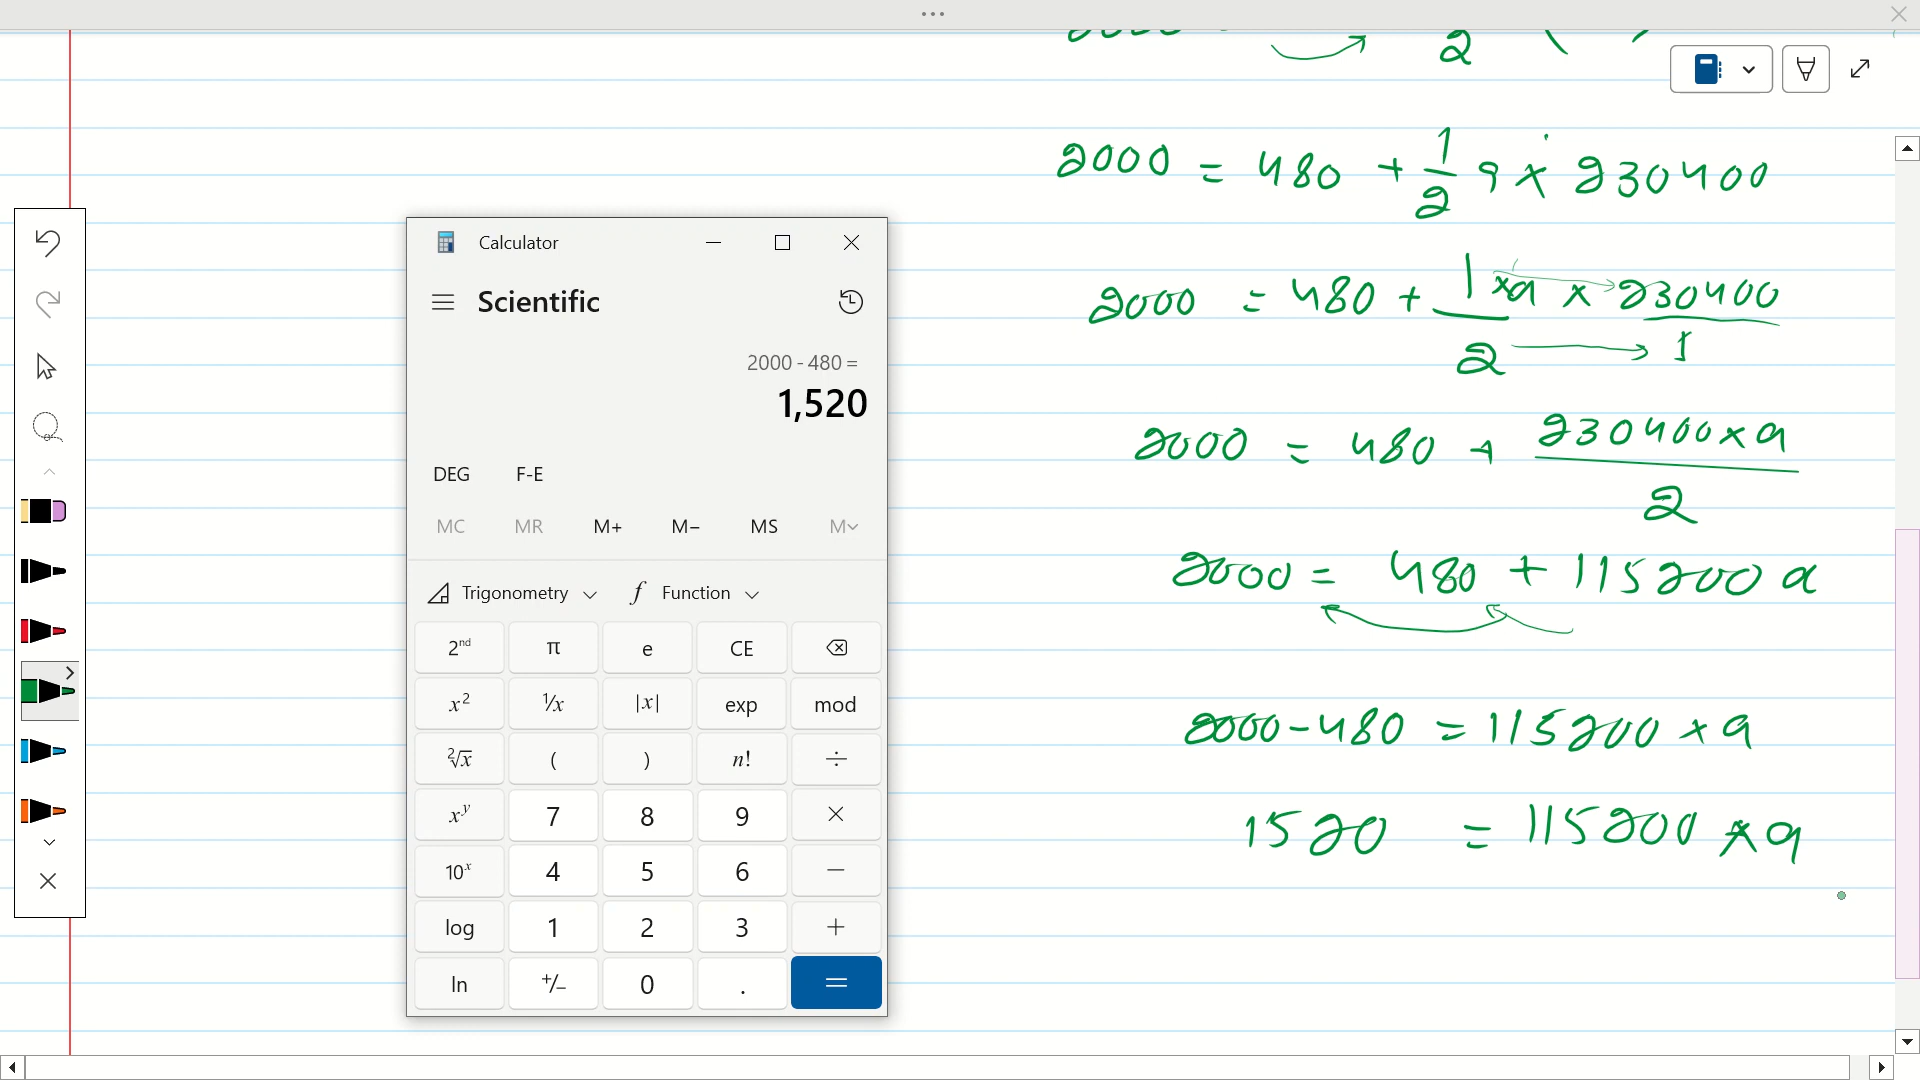 2
2000 = 480 + 1/2 a × 230400
2000 = 480 + 1×a/2 × 230400/1
2000 = 480 + 230400×a/2
2000 = 480 + 115200 a
2000-480 = 115200 × a
1520 = 115200 × a
Calculator
Scientific
2000 - 480 =
1,520
DEG F-E
MC MR M+ M− MS M˅
Trigonometry f Function
2nd π e CE
x² ¹/x |x| exp mod
²√x ( ) n! ÷
xʸ 7 8 9 ×
10ˣ 4 5 6 −
log 1 2 3 +
ln +/− 0 . =